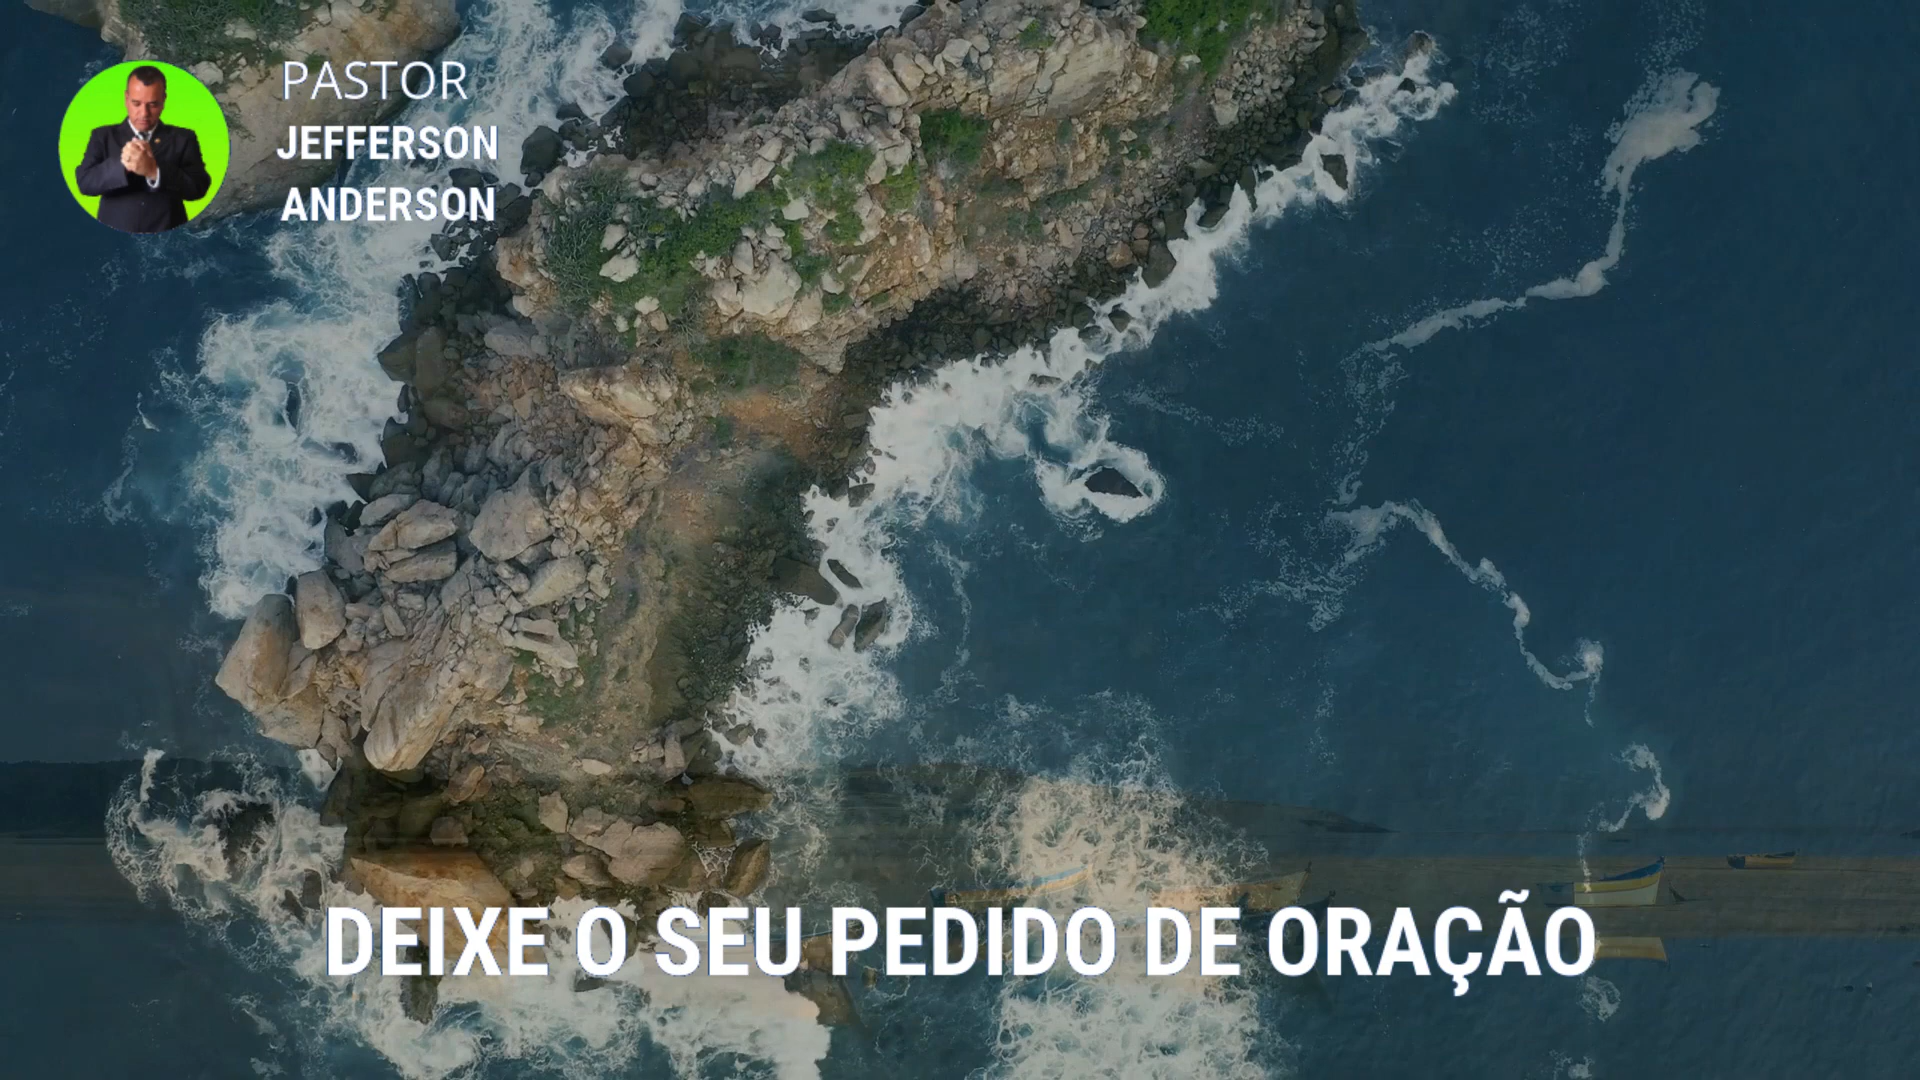 PASTOR
JEFFERSON
ANDERSON
DEIXE O SEU PEDIDO DE ORAÇÃO